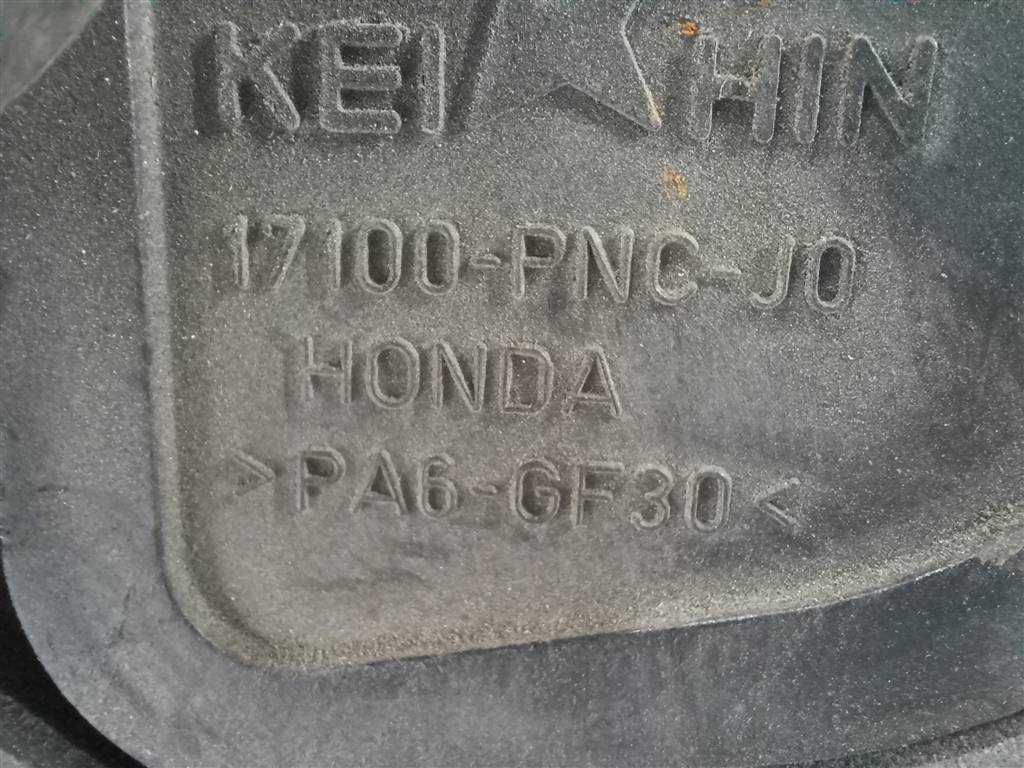 KEIHIN
17100-PNC-J0
HONDA
>PA6-GF30<